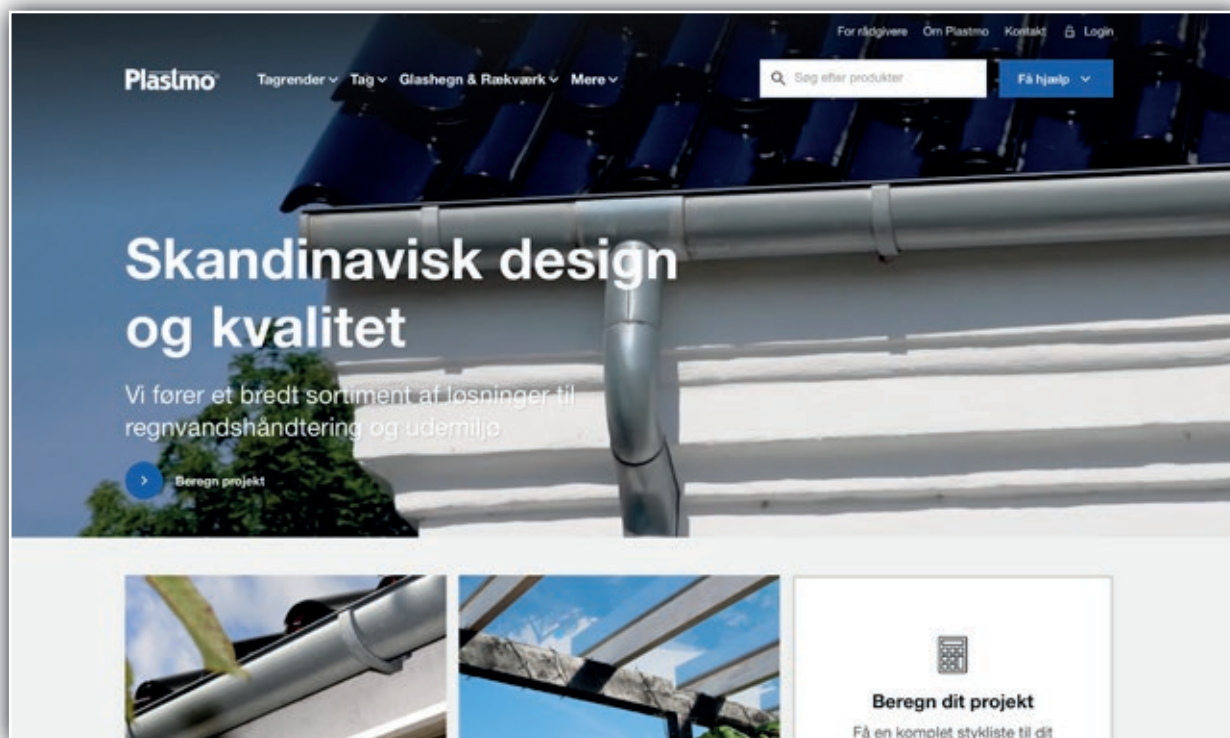 For rådgivere Om Plastmo Kontakt Login
Plastmo
Tagrender Tag Glashegn & Rækværk Mere
Søg efter produkter
Få hjælp
Skandinavisk design
og kvalitet
Vi fører et bredt sortiment af løsninger til
regnvandshåndtering og udemiljø
Beregn projekt
Beregn dit projekt
Få en komplet stykliste til dit